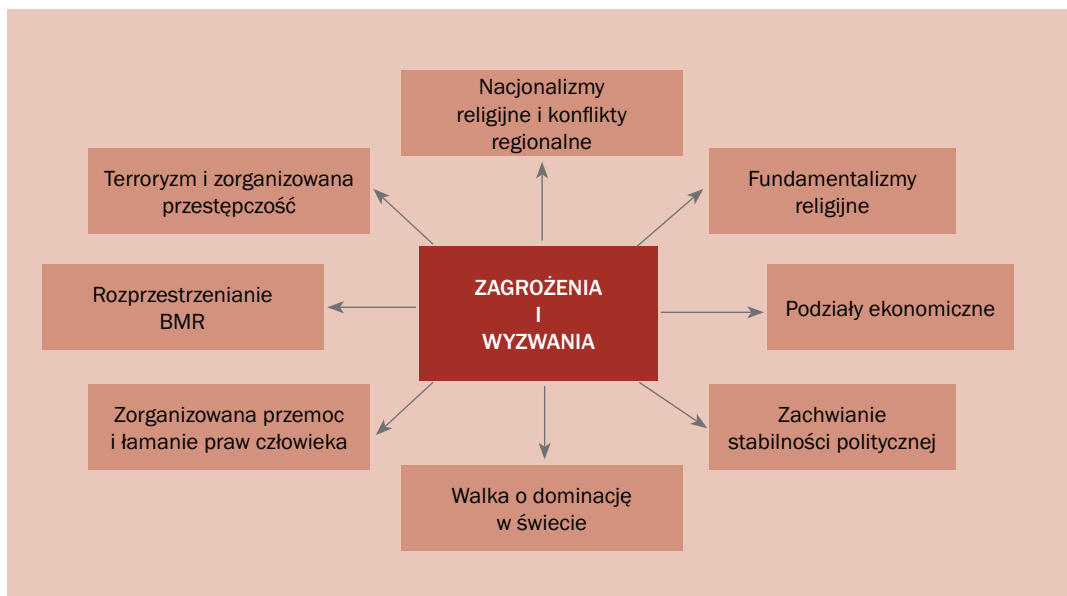 Nacjonalizmy
religijne i konflikty
regionalne
Terroryzm i zorganizowana
przestępczość
Fundamentalizmy
religijne
ZAGROŻENIA
I
WYZWANIA
Rozprzestrzenianie
BMR
Podziały ekonomiczne
Zorganizowana przemoc
i łamanie praw człowieka
Zachwianie
stabilności politycznej
Walka o dominację
w świecie